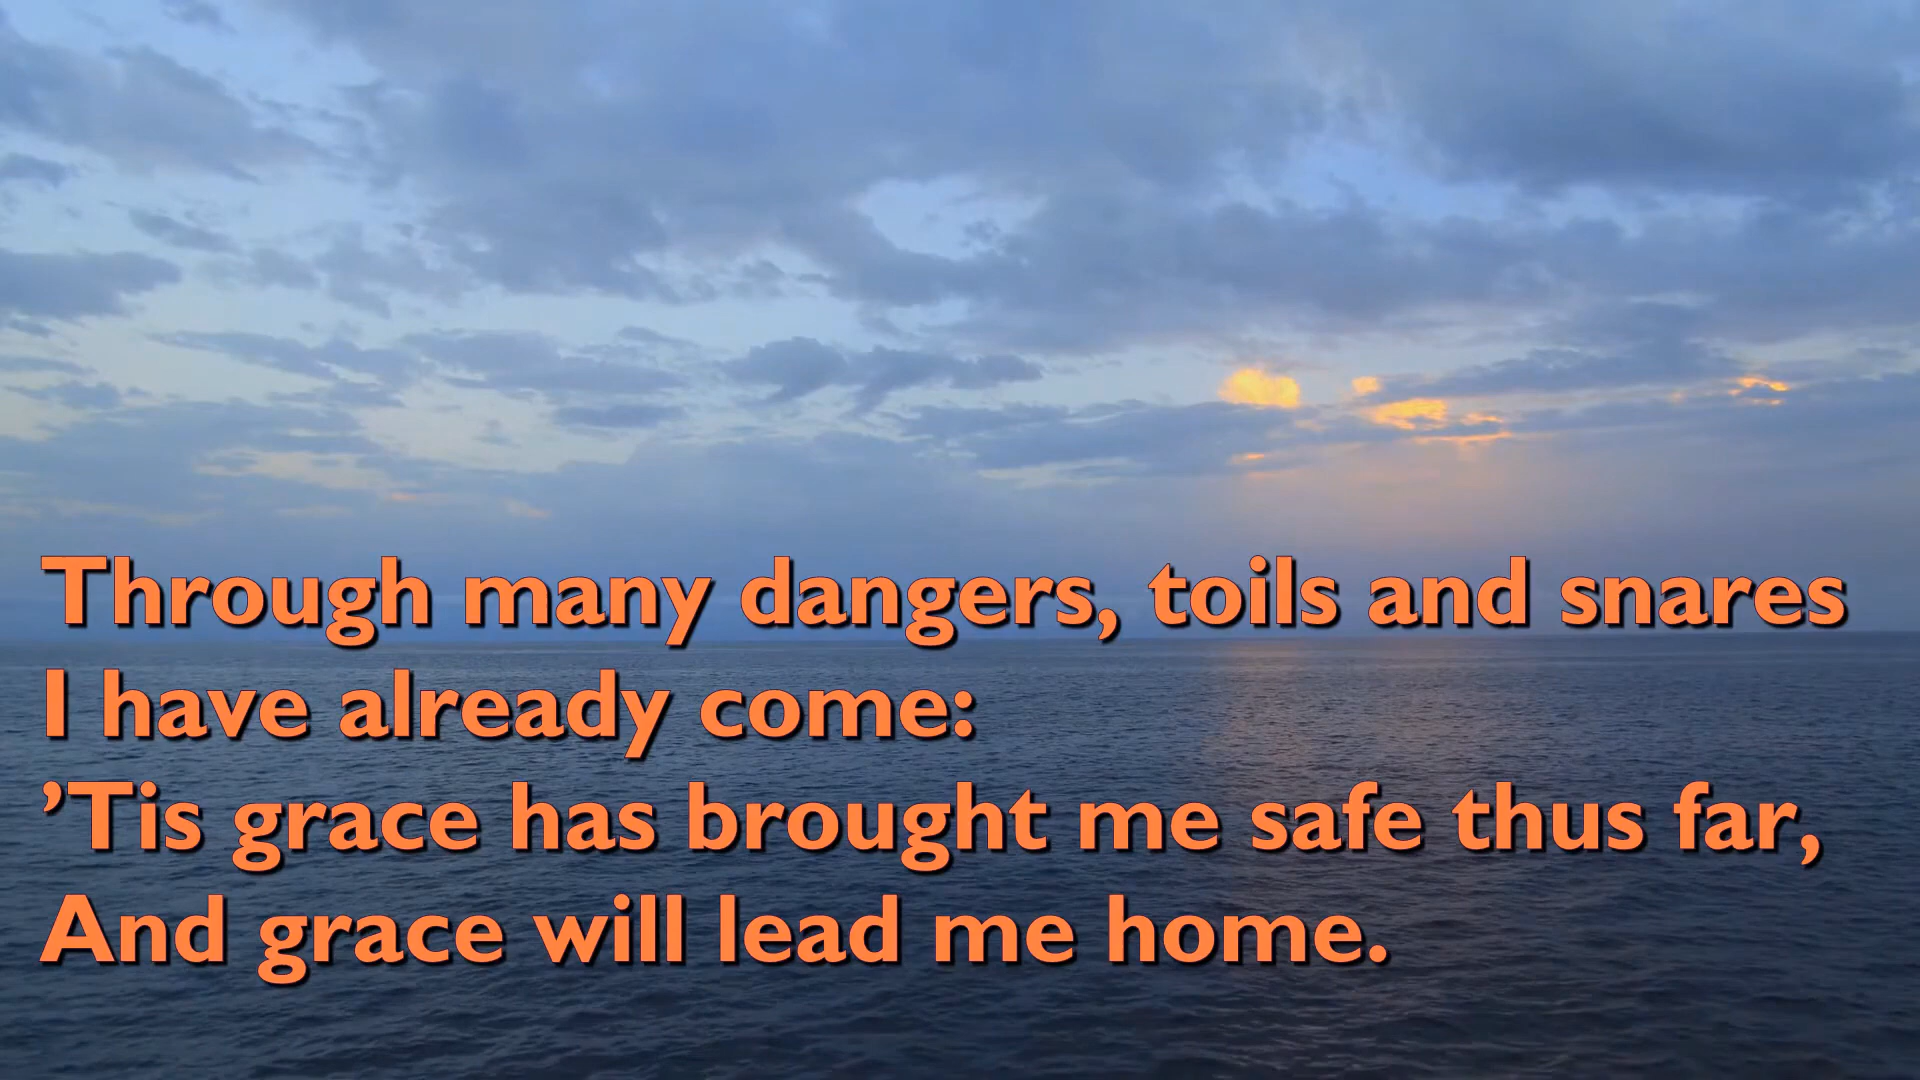 Through many dangers, toils and snares
I have already come:
’Tis grace has brought me safe thus far,
And grace will lead me home.